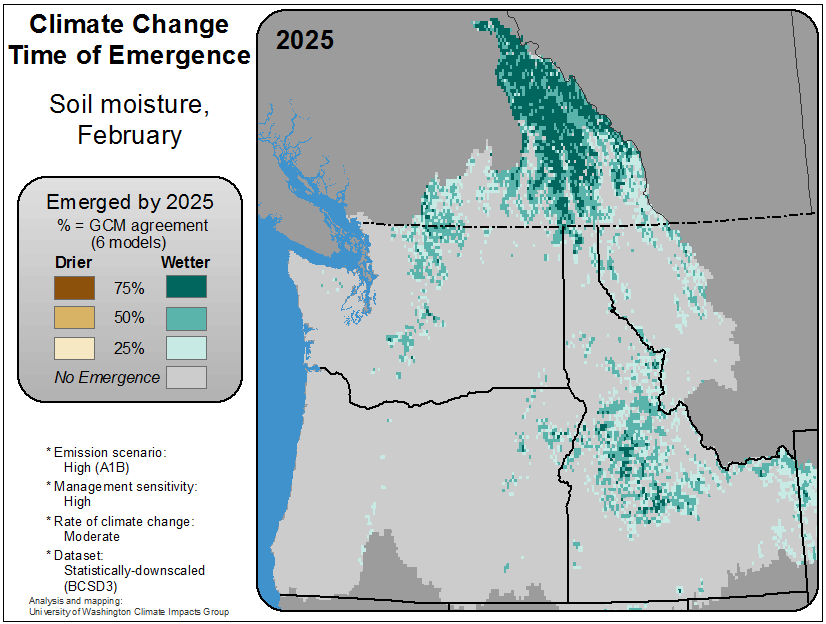 Climate Change
Time of Emergence
Soil moisture,
February
2025
Emerged by 2025
% = GCM agreement
(6 models)
Drier Wetter
75%
50%
25%
No Emergence
* Emission scenario:
High (A1B)
* Management sensitivity:
High
* Rate of climate change:
Moderate
* Dataset:
Statistically-downscaled
(BCSD3)
Analysis and mapping:
University of Washington Climate Impacts Group